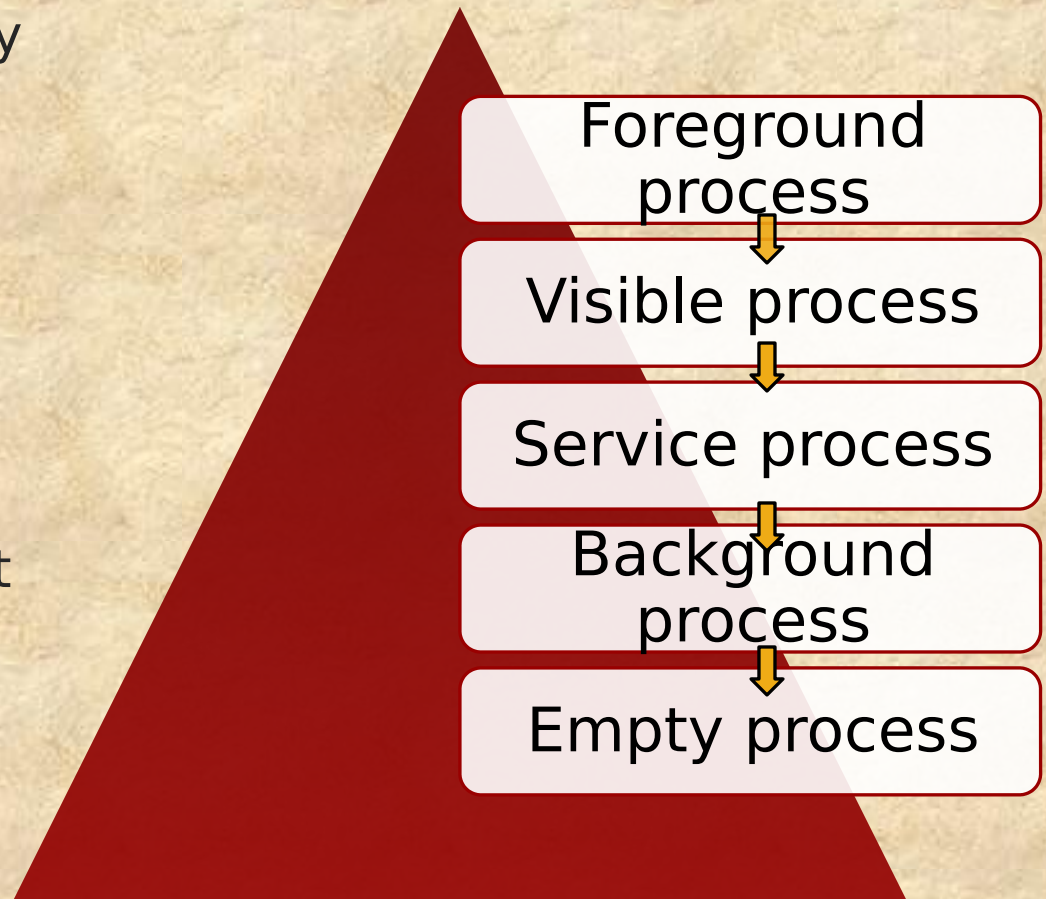 y
Foreground
process
Visible process
Service process
t
Background
process
Empty process